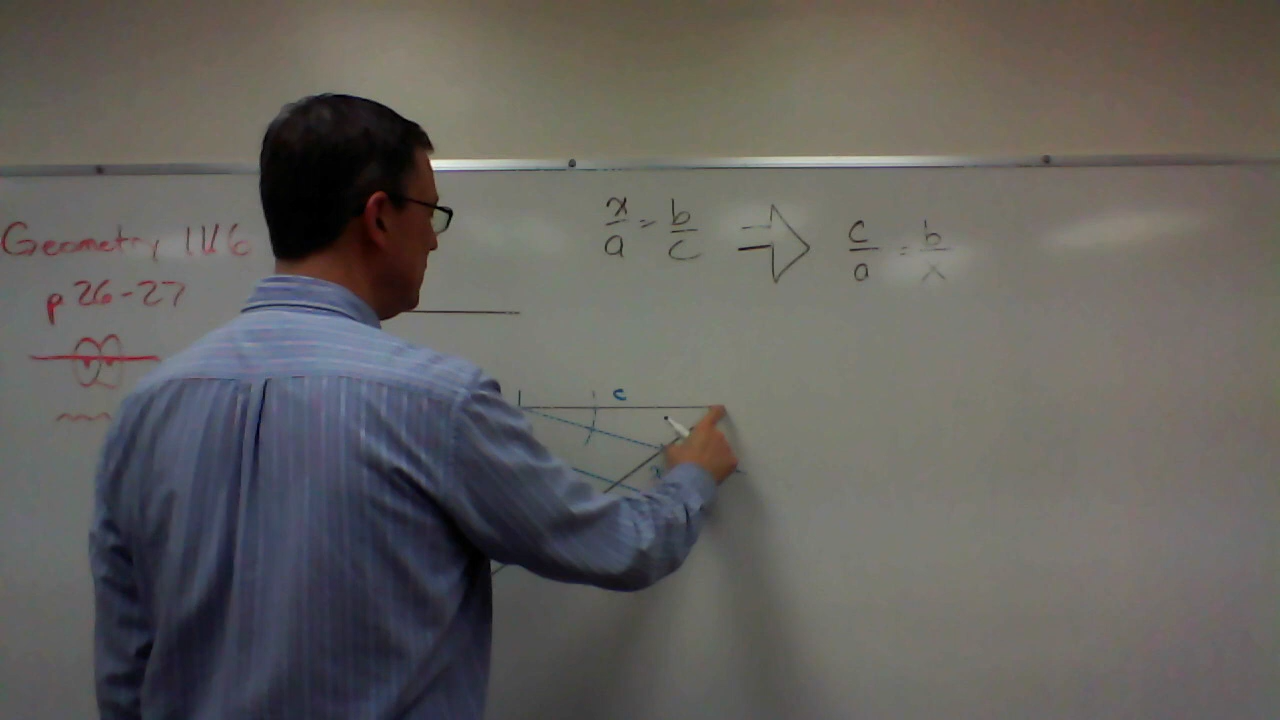 Geometry 11/6
p 26-27
x/a = b/c ⇒ c/a = b/x
c